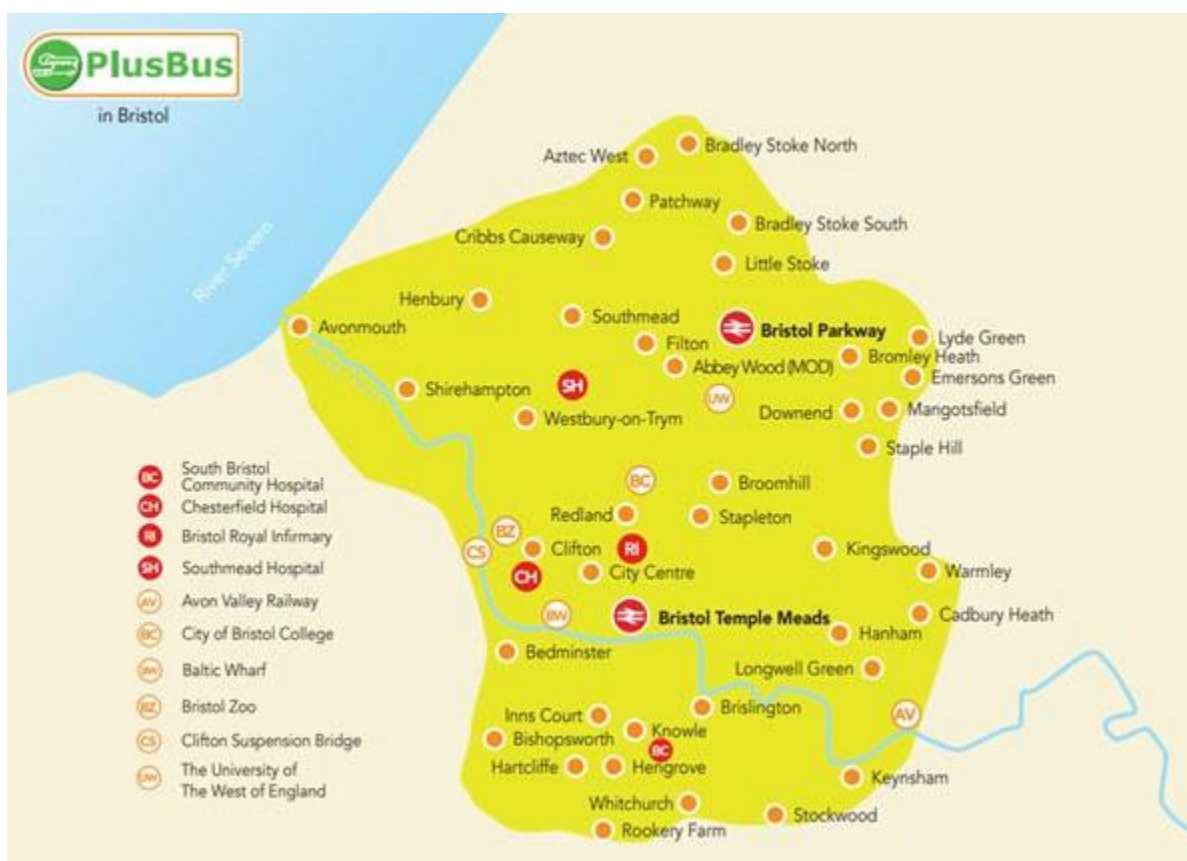 PlusBus
in Bristol
River Severn
Aztec West
Bradley Stoke North
Patchway
Bradley Stoke South
Cribbs Causeway
Little Stoke
Henbury
Avonmouth
Southmead
Bristol Parkway
Filton
Lyde Green
Abbey Wood (MOD)
Bromley Heath
Emersons Green
Shirehampton
SH
UW
Westbury-on-Trym
Downend
Mangotsfield
Staple Hill
BC
Broomhill
Redland
Stapleton
BZ
CS
Clifton
RI
Kingswood
CH
City Centre
Warmley
BW
Bristol Temple Meads
Cadbury Heath
Hanham
Bedminster
Longwell Green
Inns Court
Brislington
AV
Knowle
Bishopsworth
BC
Hartcliffe
Hengrove
Keynsham
Whitchurch
Stockwood
Rookery Farm
BC South Bristol
Community Hospital
CH Chesterfield Hospital
RI Bristol Royal Infirmary
SH Southmead Hospital
AV Avon Valley Railway
BC City of Bristol College
BW Baltic Wharf
BZ Bristol Zoo
CS Clifton Suspension Bridge
UW The University of
The West of England